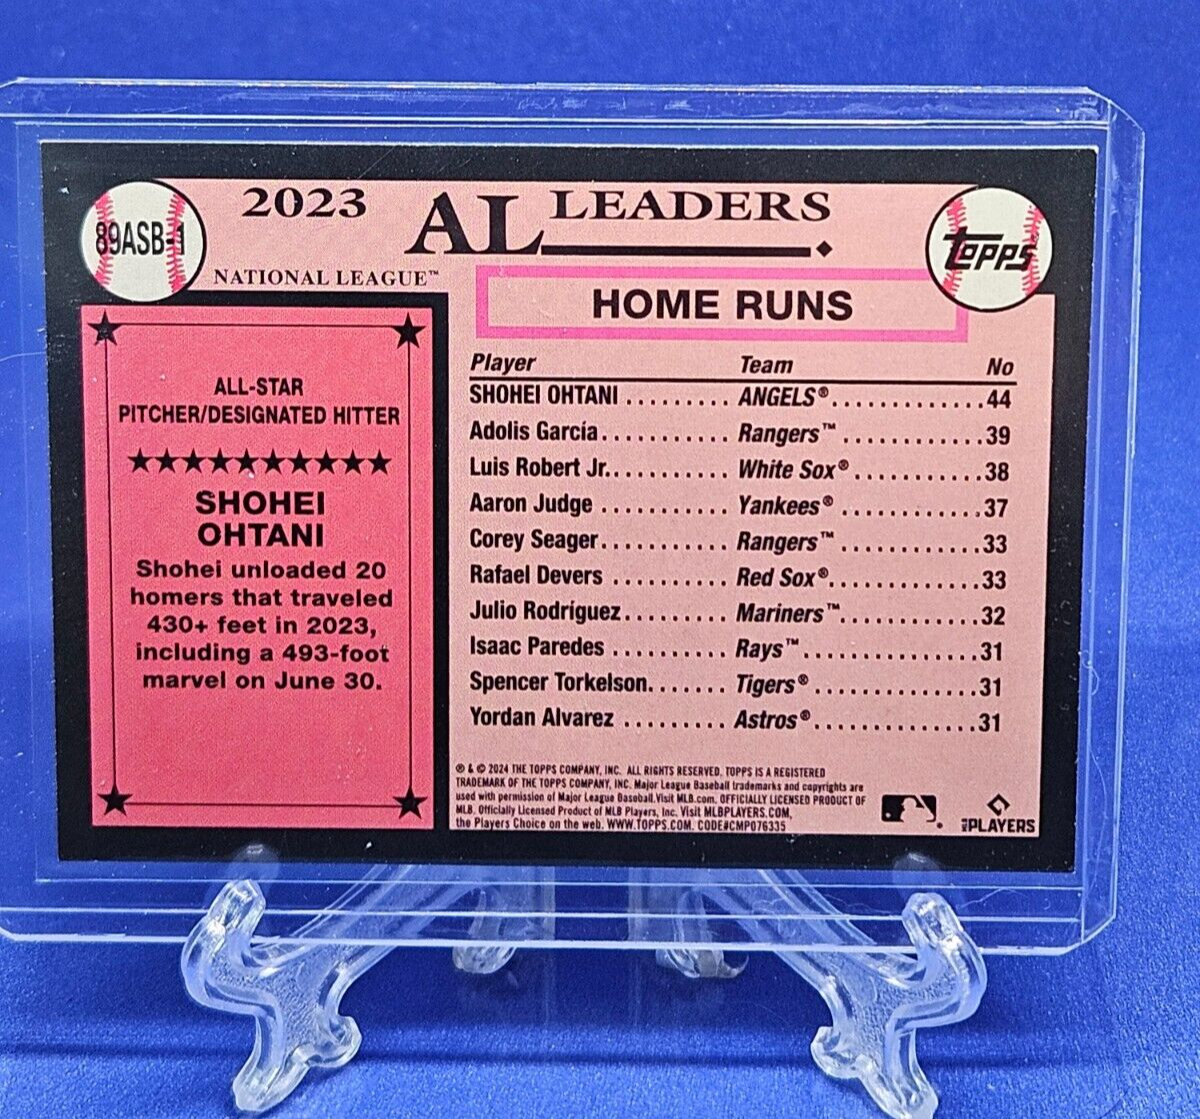 89ASB-1
2023 AL LEADERS
NATIONAL LEAGUE™
TOPPS
HOME RUNS
ALL-STAR
PITCHER/DESIGNATED HITTER
SHOHEI
OHTANI
Shohei unloaded 20
homers that traveled
430+ feet in 2023,
including a 493-foot
marvel on June 30.
Player Team No
SHOHEI OHTANI ......... ANGELS®.............44
Adolis García........... Rangers™ ............39
Luis Robert Jr.......... White Sox®...........38
Aaron Judge ........... Yankees® ............37
Corey Seager........... Rangers™ ............33
Rafael Devers .......... Red Sox®.............33
Julio Rodríguez......... Mariners™............32
Isaac Paredes .......... Rays™...............31
Spencer Torkelson....... Tigers® ..............31
Yordan Alvarez ......... Astros®..............31
® & © 2024 THE TOPPS COMPANY, INC. ALL RIGHTS RESERVED. TOPPS IS A REGISTERED
TRADEMARK OF THE TOPPS COMPANY, INC. Major League Baseball trademarks and copyrights are
used with permission of Major League Baseball. Visit MLB.com. OFFICIALLY LICENSED PRODUCT OF
MLB. Officially Licensed Product of MLB Players, Inc. Visit MLBPLAYERS.COM,
the Players Choice on the web. WWW.TOPPS.COM. CODE#CMP076335
MLB PLAYERS